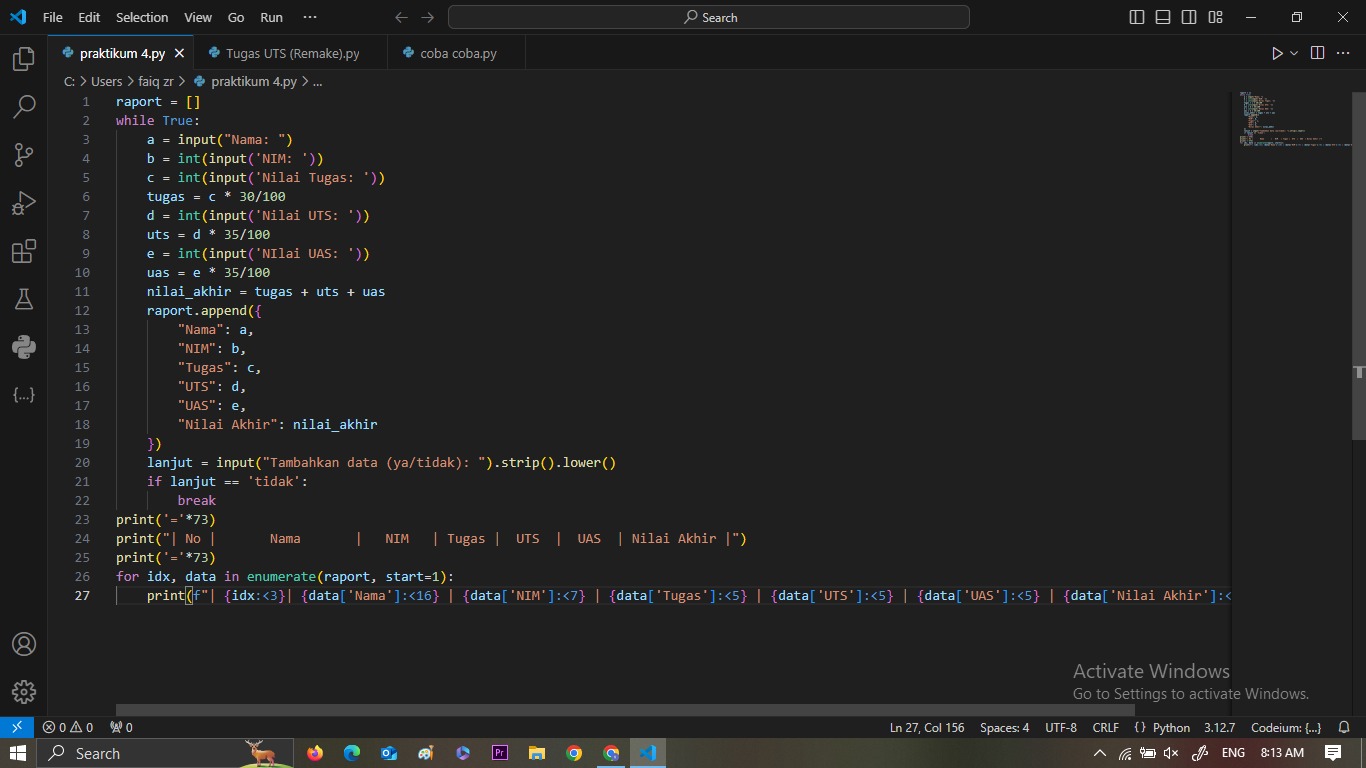 File Edit Selection View Go Run ··· Search
praktikum 4.py Tugas UTS (Remake).py coba coba.py
C: > Users > faiq zr > praktikum 4.py > ...
1 raport = []
2 while True:
3 a = input("Nama: ")
4 b = int(input('NIM: '))
5 c = int(input('Nilai Tugas: '))
6 tugas = c * 30/100
7 d = int(input('Nilai UTS: '))
8 uts = d * 35/100
9 e = int(input('NIlai UAS: '))
10 uas = e * 35/100
11 nilai_akhir = tugas + uts + uas
12 raport.append({
13 "Nama": a,
14 "NIM": b,
15 "Tugas": c,
16 "UTS": d,
17 "UAS": e,
18 "Nilai Akhir": nilai_akhir
19 })
20 lanjut = input("Tambahkan data (ya/tidak): ").strip().lower()
21 if lanjut == 'tidak':
22 break
23 print('='*73)
24 print("| No |       Nama       |   NIM   | Tugas |  UTS  |  UAS  | Nilai Akhir |")
25 print('='*73)
26 for idx, data in enumerate(raport, start=1):
27 print(f"| {idx:<3}| {data['Nama']:<16} | {data['NIM']:<7} | {data['Tugas']:<5} | {data['UTS']:<5} | {data['UAS']:<5} | {data['Nilai Akhir']:<
Activate Windows
Go to Settings to activate Windows.
0 0 0 Ln 27, Col 156 Spaces: 4 UTF-8 CRLF {} Python 3.12.7 Codeium: {...}
Search Pr ENG 8:13 AM